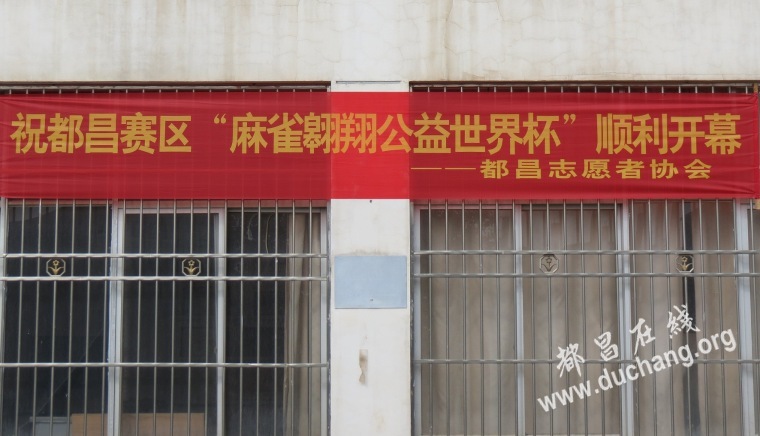 祝都昌赛区“麻雀翱翔公益世界杯”顺利开幕
——都昌志愿者协会
都昌在线
www.duchang.org